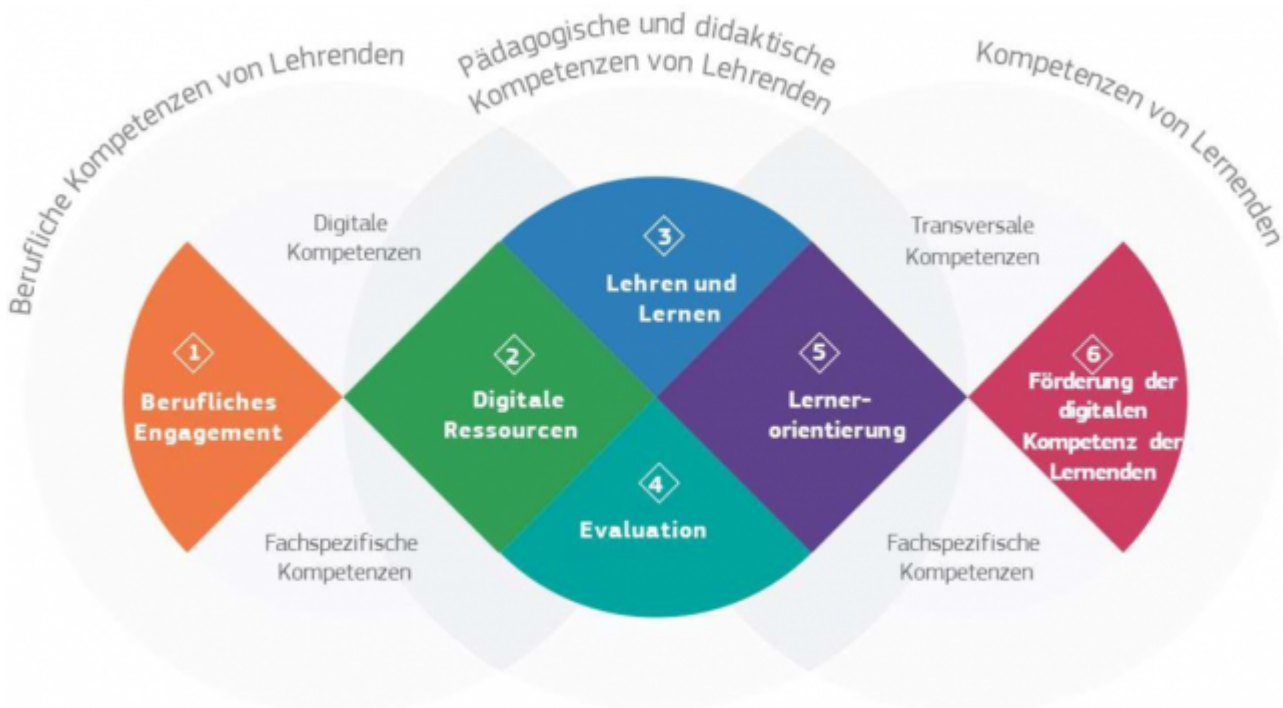 Berufliche Kompetenzen von Lehrenden
Pädagogische und didaktische
Kompetenzen von Lehrenden
Kompetenzen von Lernenden
Digitale
Kompetenzen
Transversale
Kompetenzen
1
Berufliches
Engagement
2
Digitale
Ressourcen
3
Lehren und
Lernen
4
Evaluation
5
Lerner-
orientierung
6
Förderung der
digitalen
Kompetenz der
Lernenden
Fachspezifische
Kompetenzen
Fachspezifische
Kompetenzen